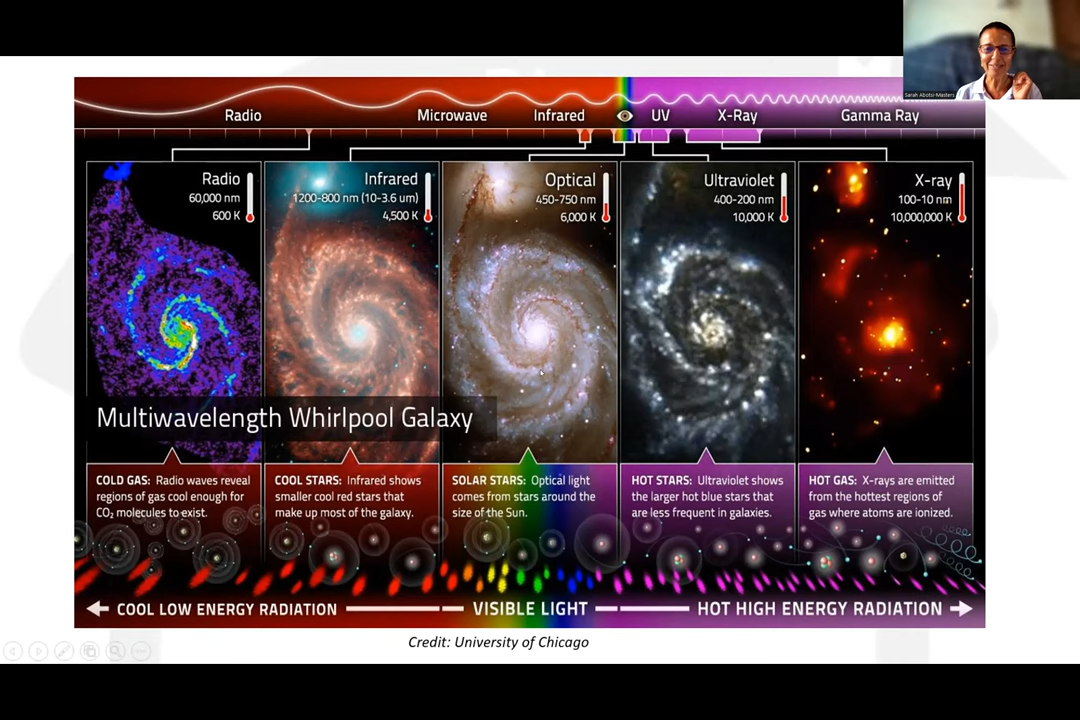 Sarah Abotsi-Masters
Radio
Microwave
Infrared
UV
X-Ray
Gamma Ray
Radio
60,000 nm
600 K
Infrared
1200-800 nm (10-3.6 um)
4,500 K
Optical
450-750 nm
6,000 K
Ultraviolet
400-200 nm
10,000 K
X-ray
100-10 nm
10,000,000 K
Multiwavelength Whirlpool Galaxy
COLD GAS: Radio waves reveal
regions of gas cool enough for
CO₂ molecules to exist.
COOL STARS: Infrared shows
smaller cool red stars that
make up most of the galaxy.
SOLAR STARS: Optical light
comes from stars around the
size of the Sun.
HOT STARS: Ultraviolet shows
the larger hot blue stars that
are less frequent in galaxies.
HOT GAS: X-rays are emitted
from the hottest regions of
gas where atoms are ionized.
COOL LOW ENERGY RADIATION
VISIBLE LIGHT
HOT HIGH ENERGY RADIATION
Credit: University of Chicago